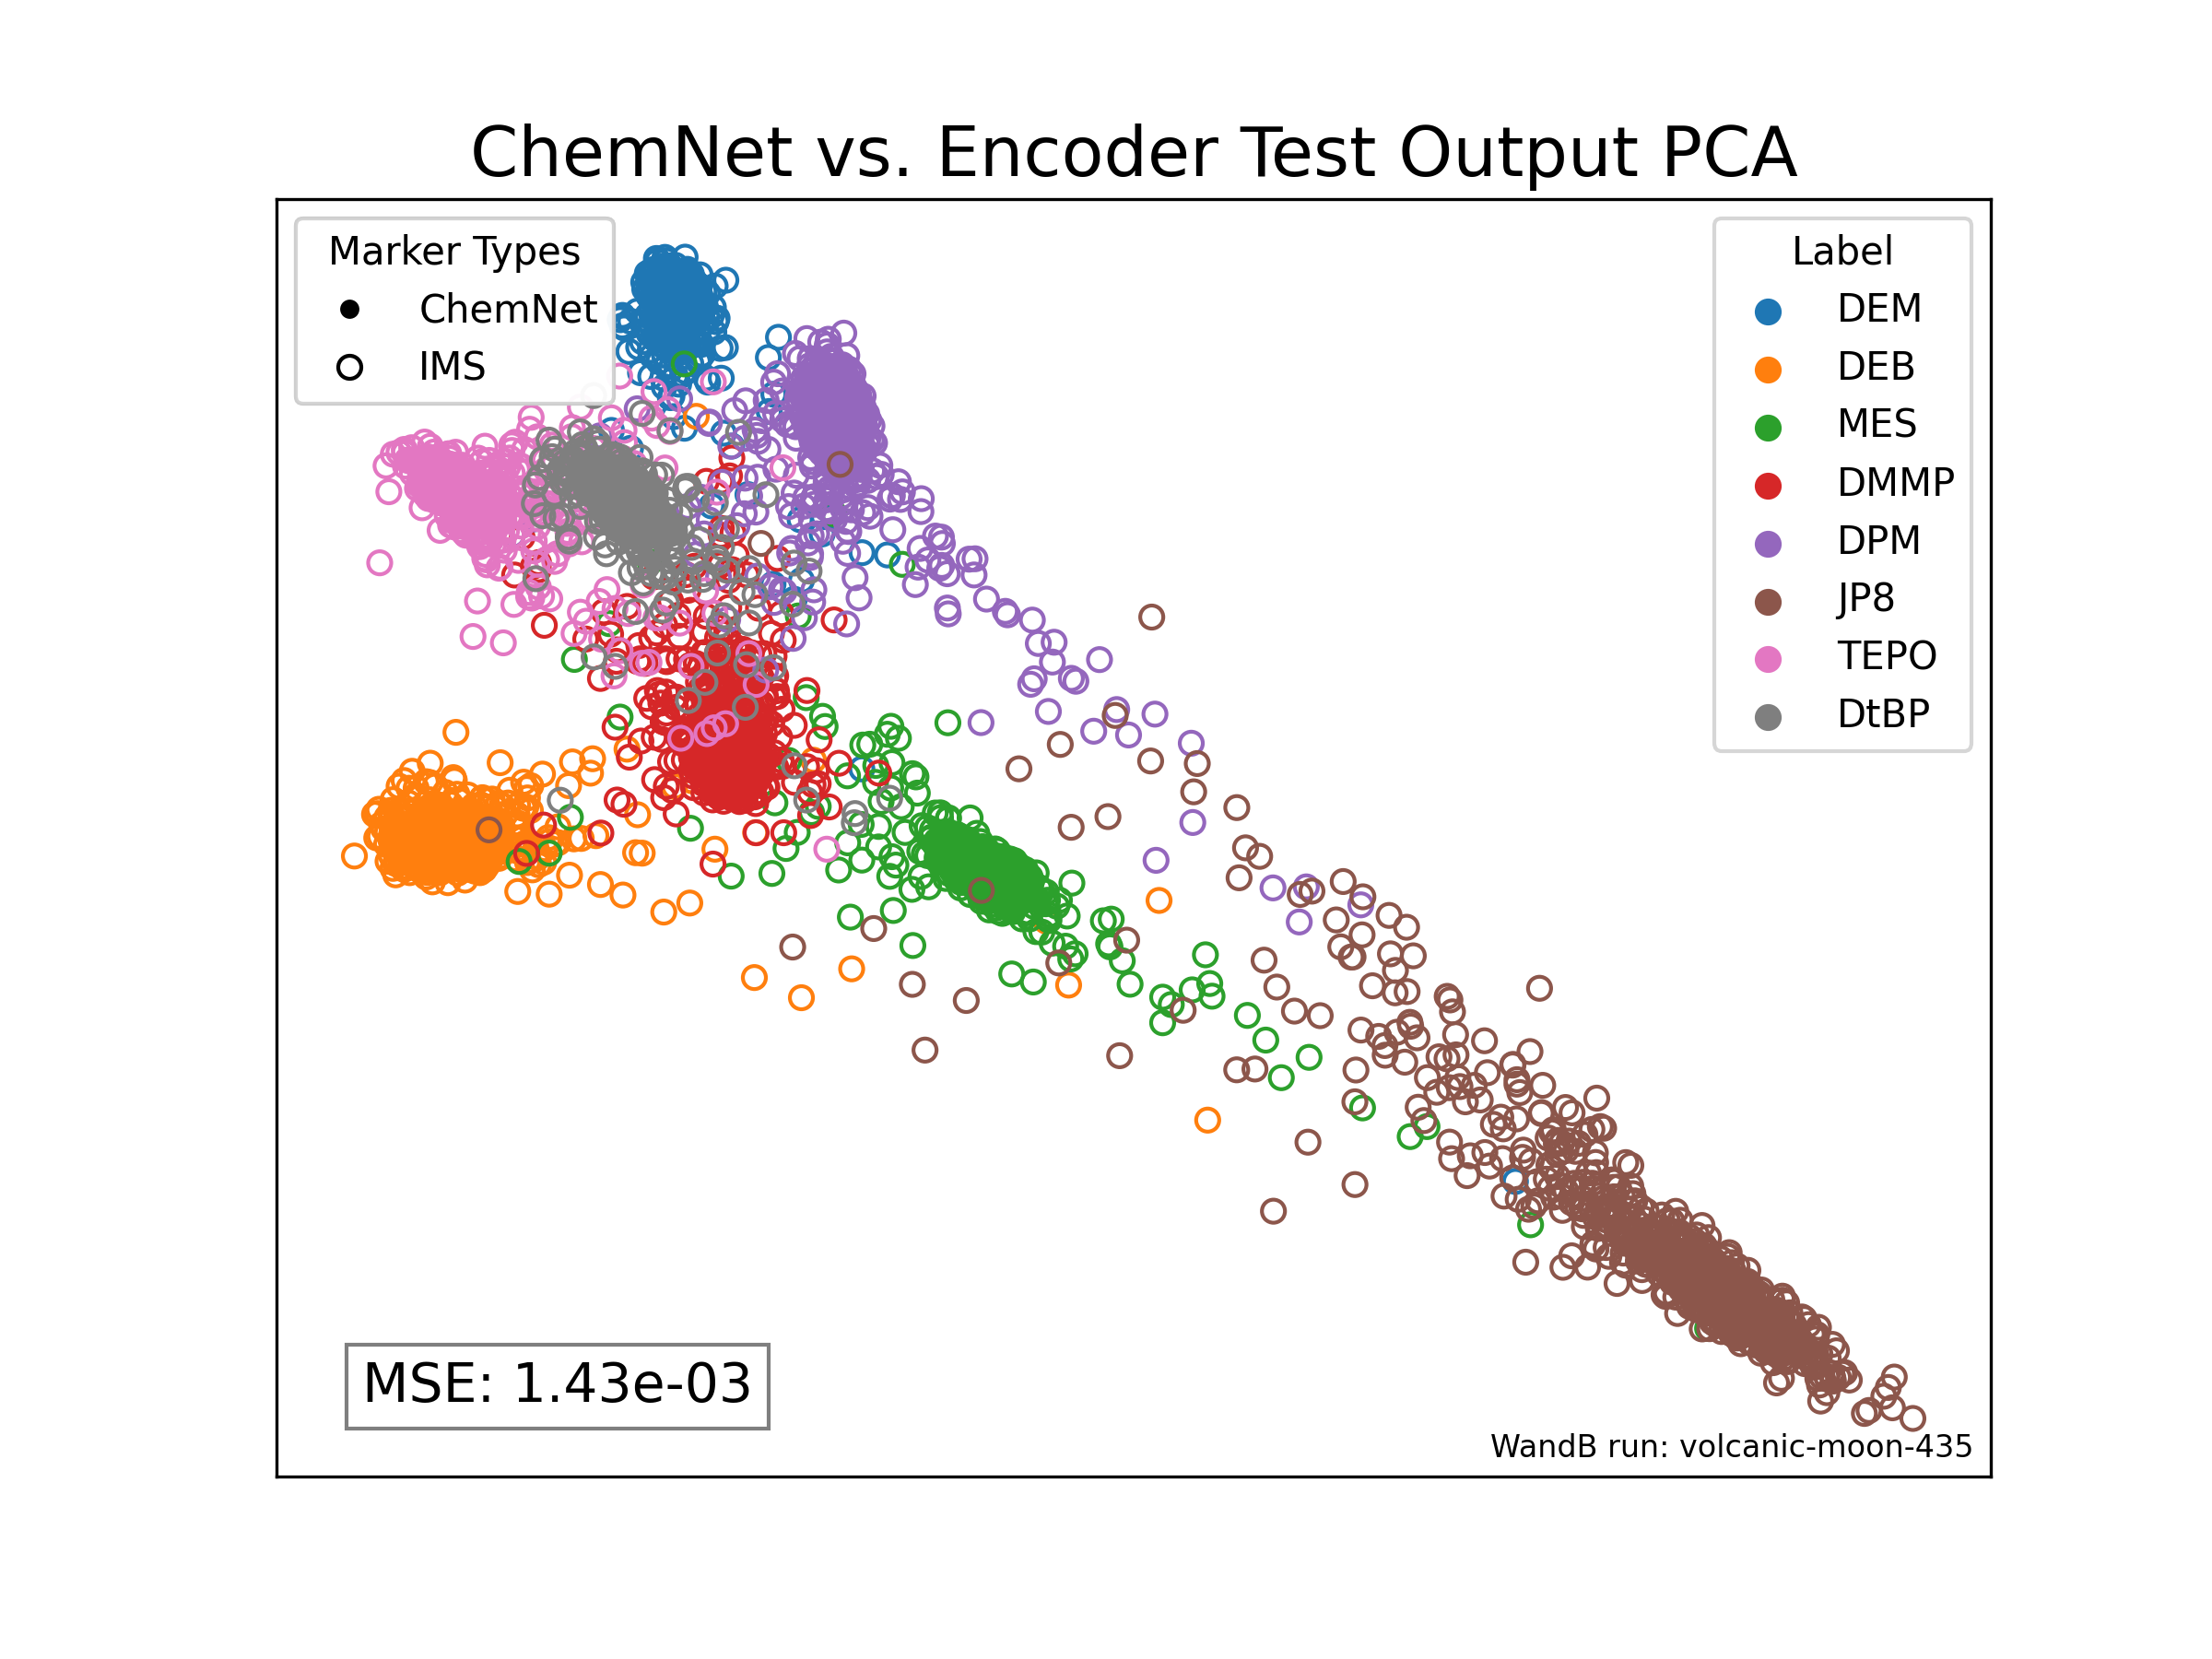 ChemNet vs. Encoder Test Output PCA
Marker Types
ChemNet
IMS
Label
DEM
DEB
MES
DMMP
DPM
JP8
TEPO
DtBP
MSE: 1.43e-03
WandB run: volcanic-moon-435